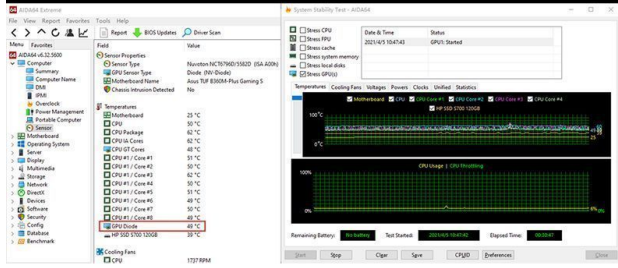 AIDA64 Extreme
File View Report Favorites Tools Help
Report BIOS Updates Driver Scan
Menu Favorites
AIDA64 v6.32.5600
Computer
Summary
Computer Name
DMI
IPMI
Overclock
Power Management
Portable Computer
Sensor
Motherboard
Operating System
Server
Display
Multimedia
Storage
Network
DirectX
Devices
Software
Security
Config
Database
Benchmark
Field Value
Sensor Properties
Sensor Type Nuvoton NCT6796D/5582D (ISA A00h)
GPU Sensor Type Diode (NV-Diode)
Motherboard Name Asus TUF B360M-Plus Gaming S
Chassis Intrusion Detected No
Temperatures
Motherboard 25 °C
CPU 50 °C
CPU Package 62 °C
CPU IA Cores 62 °C
CPU GT Cores 48 °C
CPU #1 / Core #1 51 °C
CPU #1 / Core #2 50 °C
CPU #1 / Core #3 62 °C
CPU #1 / Core #4 50 °C
CPU #1 / Core #5 51 °C
CPU #1 / Core #6 49 °C
CPU #1 / Core #7 50 °C
CPU #1 / Core #8 49 °C
GPU Diode 48 °C
HP SSD S700 120GB 39 °C
Cooling Fans
CPU 1737 RPM
System Stability Test - AIDA64
Stress CPU
Stress FPU
Stress cache
Stress system memory
Stress local disks
Stress GPU(s)
Date & Time Status
2021/4/5 10:47:43 GPU1: Started
Temperatures Cooling Fans Voltages Powers Clocks Unified Statistics
Motherboard CPU CPU Core #1 CPU Core #2 CPU Core #3 CPU Core #4
HP SSD S700 120GB
100°C
0°C
25
CPU Usage | CPU Throttling
100%
0%
6%
Remaining Battery: No battery Test Started: 2021/4/5 10:47:42 Elapsed Time: 00:20:41
Start Stop Clear Save CPUID Preferences Close